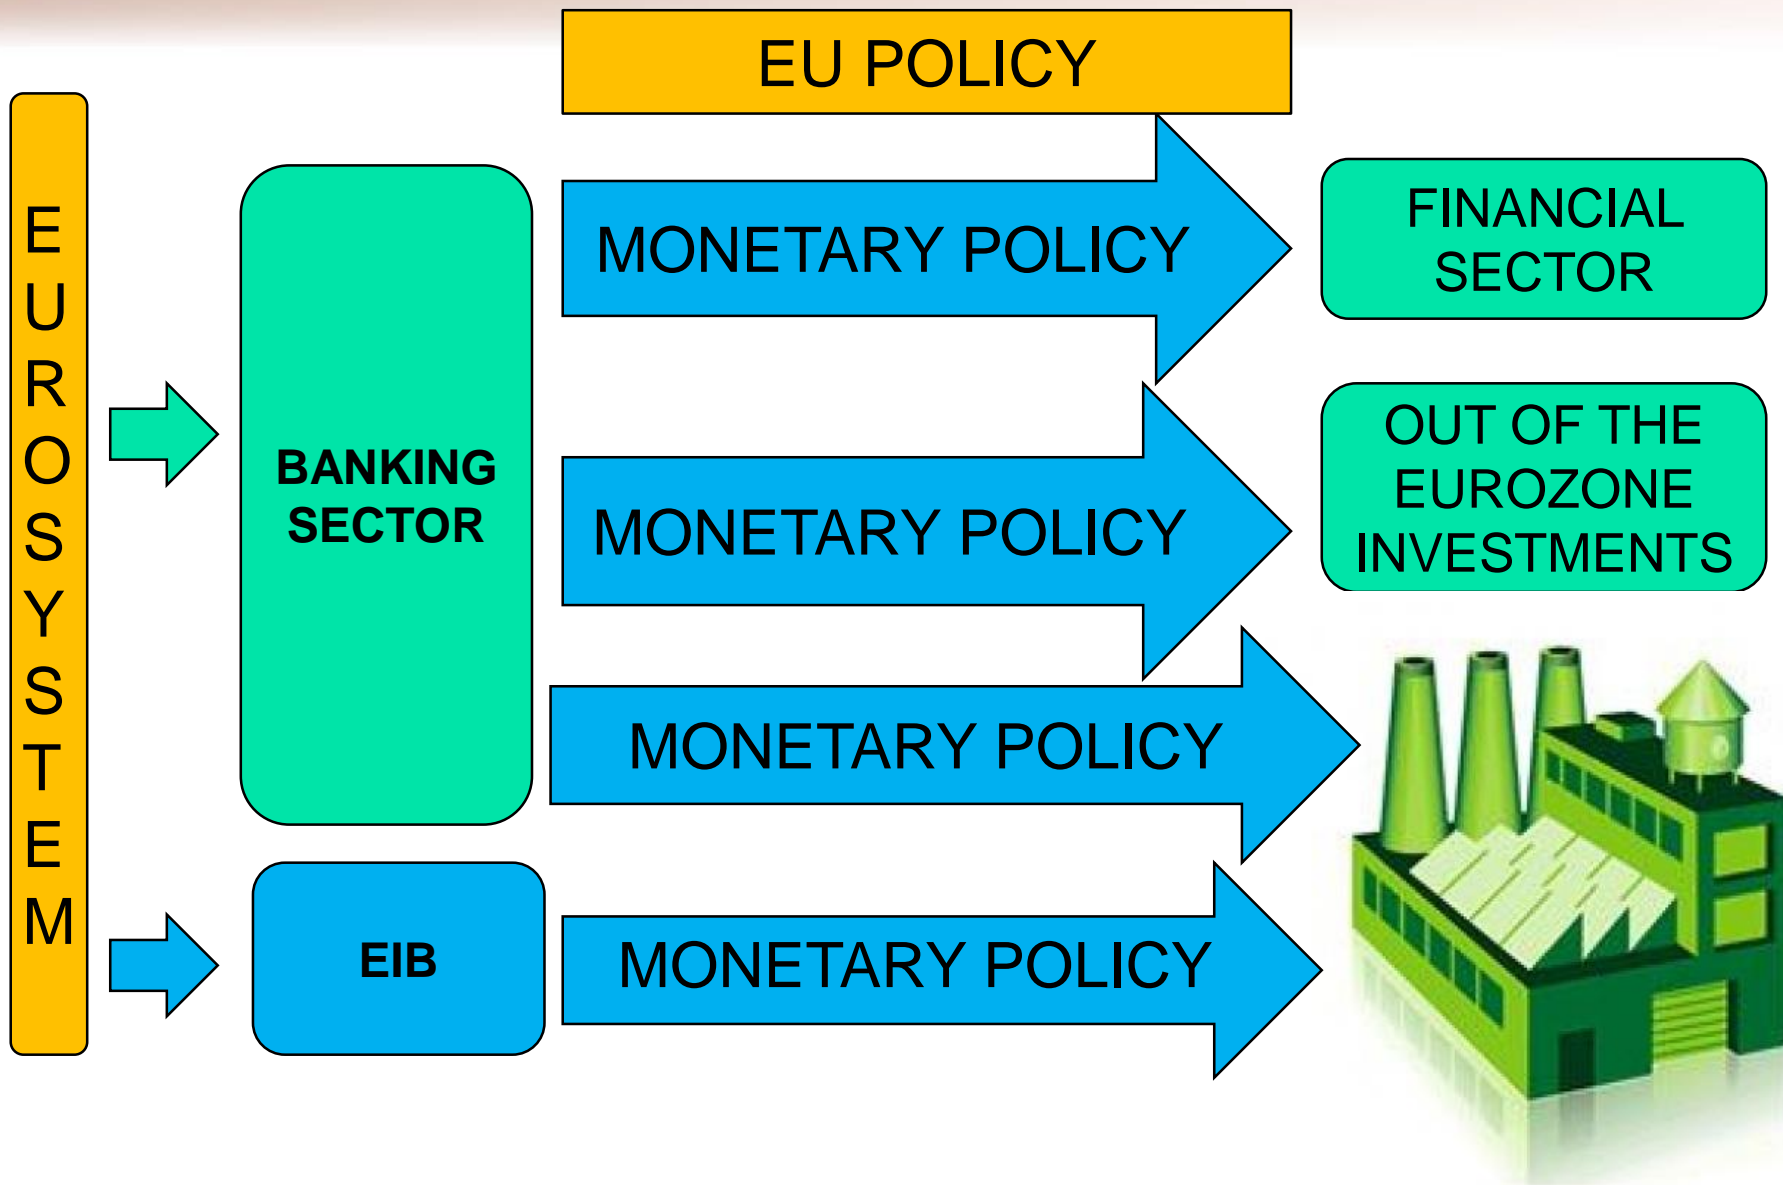 EU POLICY
EUROSYSTEM
BANKING
SECTOR
MONETARY POLICY
FINANCIAL
SECTOR
MONETARY POLICY
OUT OF THE
EUROZONE
INVESTMENTS
MONETARY POLICY
EIB
MONETARY POLICY